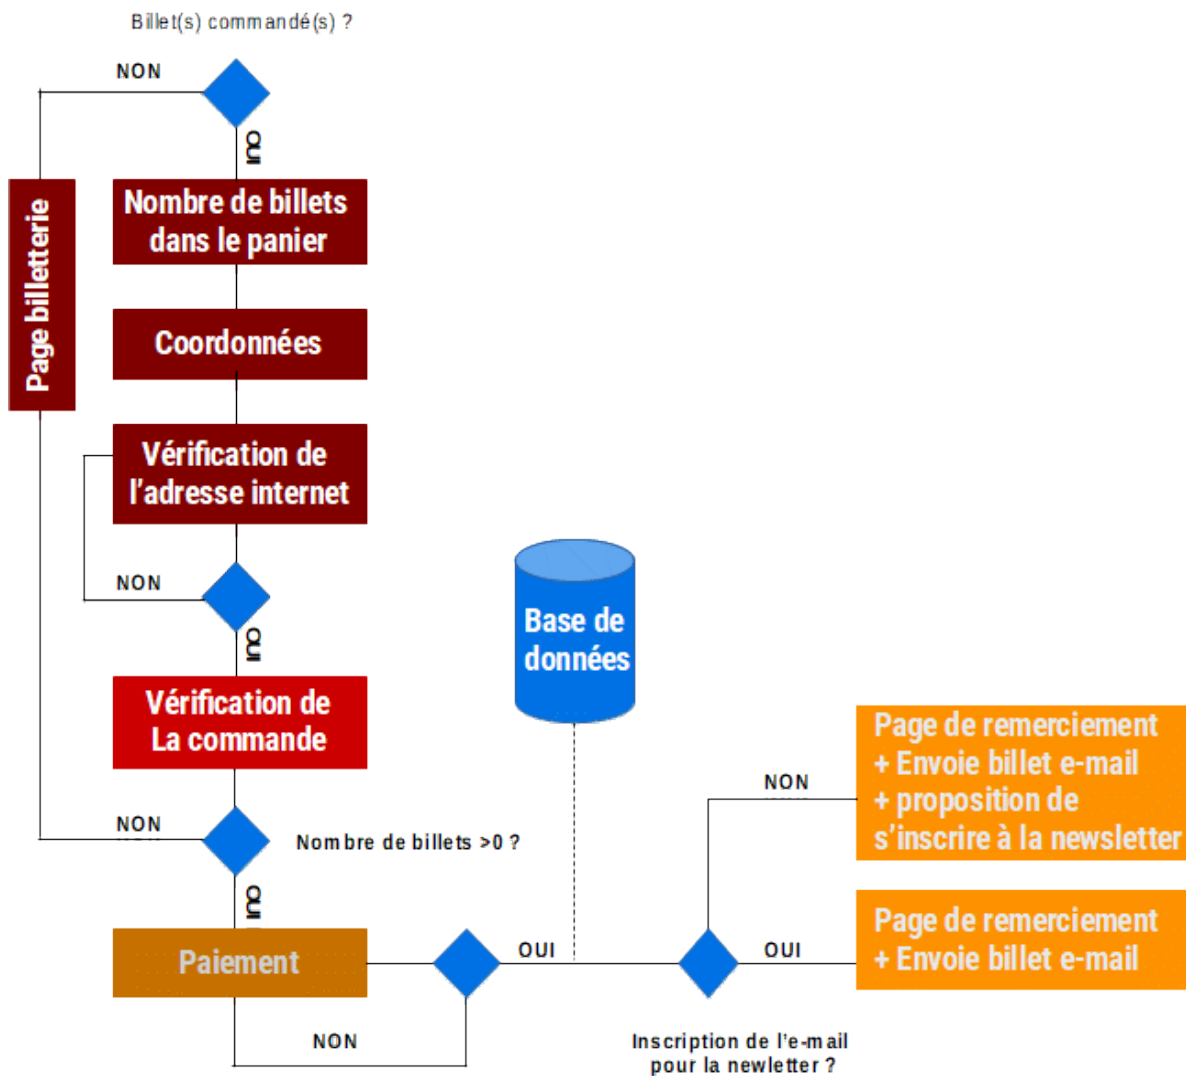 Billet(s) commandé(s) ?
NON
OUI
Page billetterie
Nombre de billets
dans le panier
Coordonnées
Vérification de
l'adresse internet
NON
OUI
Base de
données
Vérification de
La commande
NON
Nombre de billets >0 ?
OUI
Paiement
NON
OUI
NON
Page de remerciement
+ Envoie billet e-mail
+ proposition de
s'inscrire à la newsletter
OUI
Page de remerciement
+ Envoie billet e-mail
Inscription de l'e-mail
pour la newletter ?